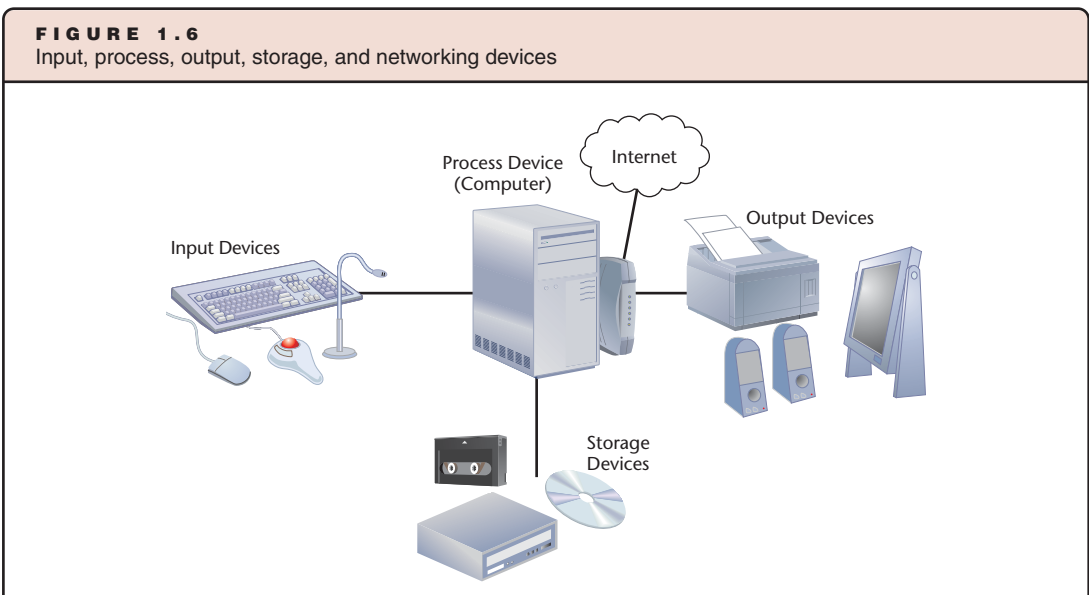 FIGURE 1.6
Input, process, output, storage, and networking devices
Internet
Process Device
(Computer)
Output Devices
Input Devices
Storage
Devices